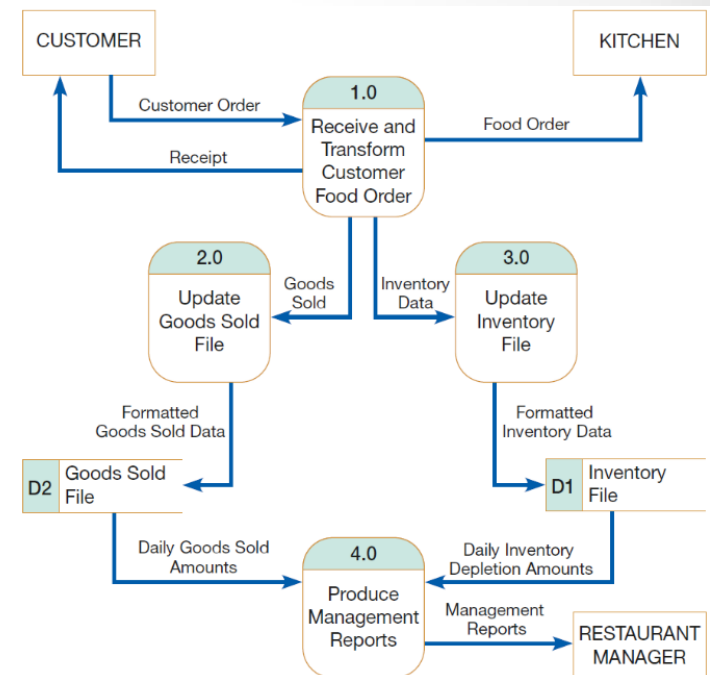 CUSTOMER
KITCHEN
1.0
Customer Order
Receive and
Transform
Customer
Food Order
Food Order
Receipt
2.0
3.0
Goods
Sold
Inventory
Data
Update
Goods Sold
File
Update
Inventory
File
Formatted
Goods Sold Data
Formatted
Inventory Data
D2
Goods Sold
File
D1
Inventory
File
Daily Goods Sold
Amounts
4.0
Daily Inventory
Depletion Amounts
Produce
Management
Reports
Management
Reports
RESTAURANT
MANAGER